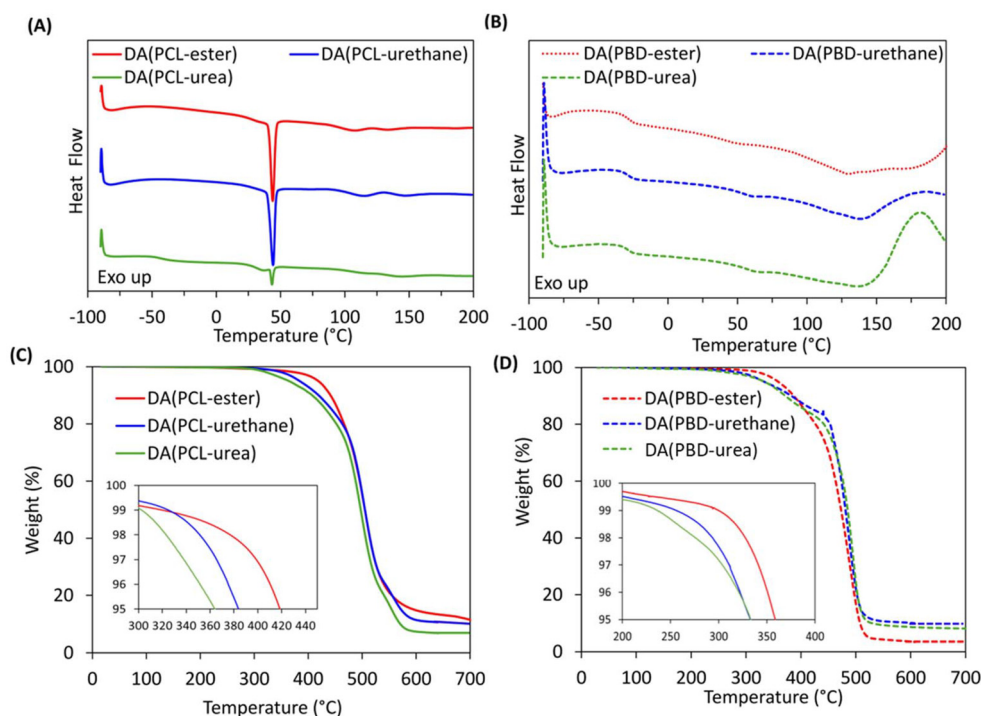 (A)
DA(PCL-ester) DA(PCL-urethane)
DA(PCL-urea)
Heat Flow
Exo up
-100 -50 0 50 100 150 200
Temperature (°C)
(B)
DA(PBD-ester) DA(PBD-urethane)
DA(PBD-urea)
Heat Flow
Exo up
-100 -50 0 50 100 150 200
Temperature (°C)
(C)
100
80
60
40
20
0
Weight (%)
DA(PCL-ester)
DA(PCL-urethane)
DA(PCL-urea)
100
99
98
97
96
95
300 320 340 360 380 400 420 440
0 100 200 300 400 500 600 700
Temperature (°C)
(D)
100
80
60
40
20
0
Weight (%)
DA(PBD-ester)
DA(PBD-urethane)
DA(PBD-urea)
100
99
98
97
96
95
200 250 300 350 400
0 100 200 300 400 500 600 700
Temperature (°C)